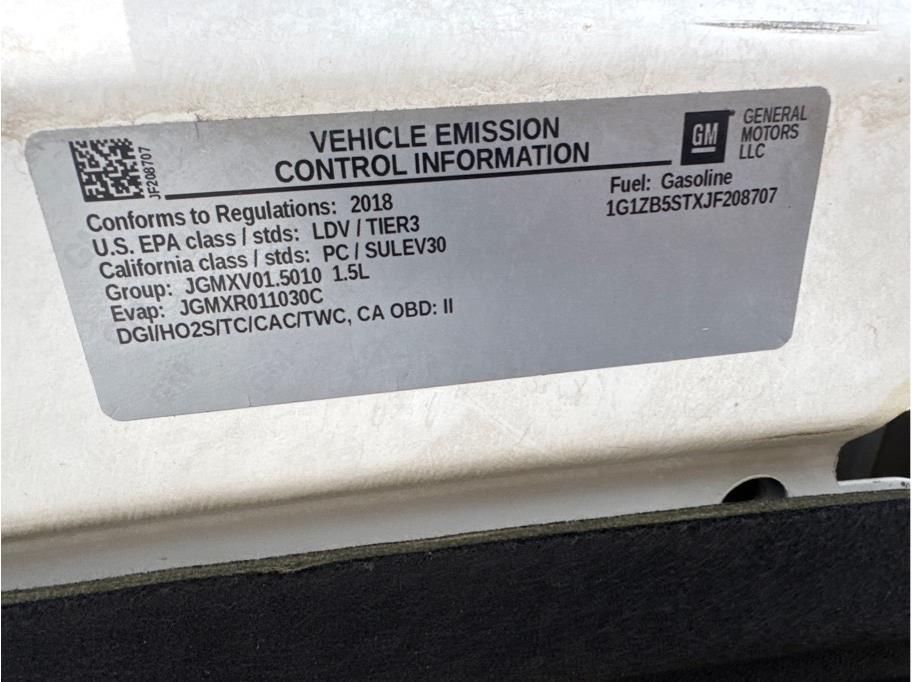 JF208707
VEHICLE EMISSION
CONTROL INFORMATION
GM
GENERAL
MOTORS
LLC
Conforms to Regulations: 2018
U.S. EPA class / stds: LDV / TIER3
California class / stds: PC / SULEV30
Group: JGMXV01.5010 1.5L
Evap: JGMXR011030C
DGI/HO2S/TC/CAC/TWC, CA OBD: II
Fuel: Gasoline
1G1ZB5STXJF208707